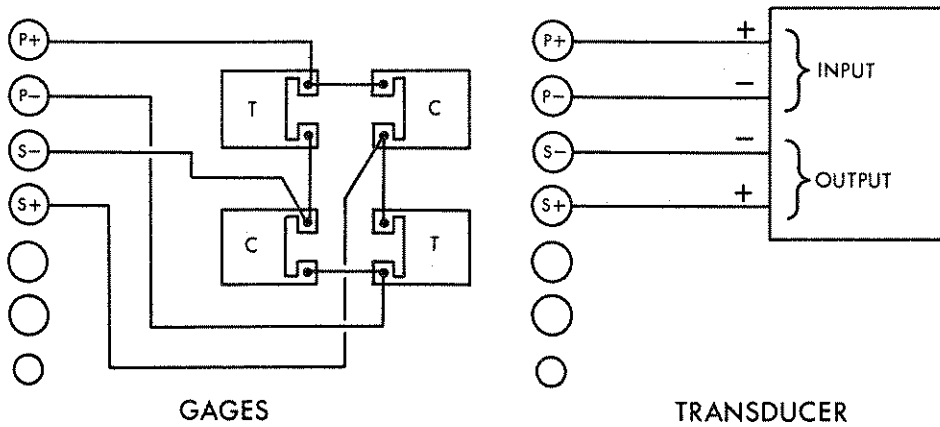 P+
P−
S−
S+
T
C
C
T
GAGES
P+
P−
S−
S+
+
−
−
+
INPUT
OUTPUT
TRANSDUCER